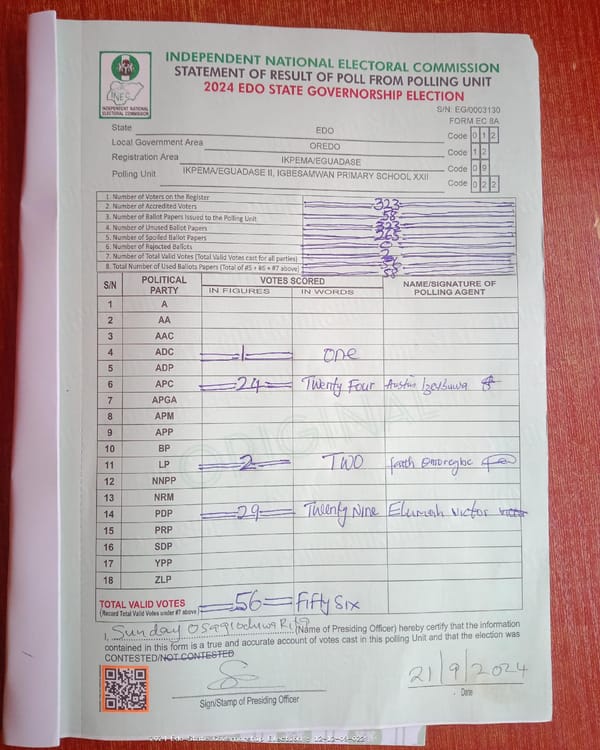 INDEPENDENT NATIONAL ELECTORAL COMMISSION
STATEMENT OF RESULT OF POLL FROM POLLING UNIT
2024 EDO STATE GOVERNORSHIP ELECTION
INEC
INDEPENDENT NATIONAL ELECTORAL COMMISSION
S/N: EG/0003130
FORM EC 8A
State EDO Code 0 1 2
Local Government Area OREDO Code 1 2
Registration Area IKPEMA/EGUADASE Code 0 9
Polling Unit IKPEMA/EGUADASE II, IGBESAMWAN PRIMARY SCHOOL XXII Code 0 2 2
1. Number of Voters on the Register 323
2. Number of Accredited Voters 58
3. Number of Ballot Papers Issued to the Polling Unit 323
4. Number of Unused Ballot Papers 265
5. Number of Spoiled Ballot Papers 0
6. Number of Rejected Ballots 2
7. Number of Total Valid Votes (Total Valid Votes cast for all parties)
8. Total Number of Used Ballots Papers (Total of #5 + #6 + #7 above) 58
S/N POLITICAL PARTY VOTES SCORED NAME/SIGNATURE OF POLLING AGENT
IN FIGURES IN WORDS
1 A
2 AA
3 AAC
4 ADC 1 One
5 ADP
6 APC 24 Twenty Four Austin
7 APGA
8 APM
9 APP
10 BP
11 LP 2 TWO Faith Omoregbe
12 NNPP
13 NRM
14 PDP 29 Twenty Nine Elumah Victor
15 PRP
16 SDP
17 YPP
18 ZLP
ORIGINAL
TOTAL VALID VOTES 56 Fifty Six
(Record Total Valid Votes under #7 above)
I, Sunday Rita (Name of Presiding Officer) hereby certify that the information
contained in this form is a true and accurate account of votes cast in this polling Unit and that the election was
CONTESTED/NOT CONTESTED
21/9/2024
Sign/Stamp of Presiding Officer
Date